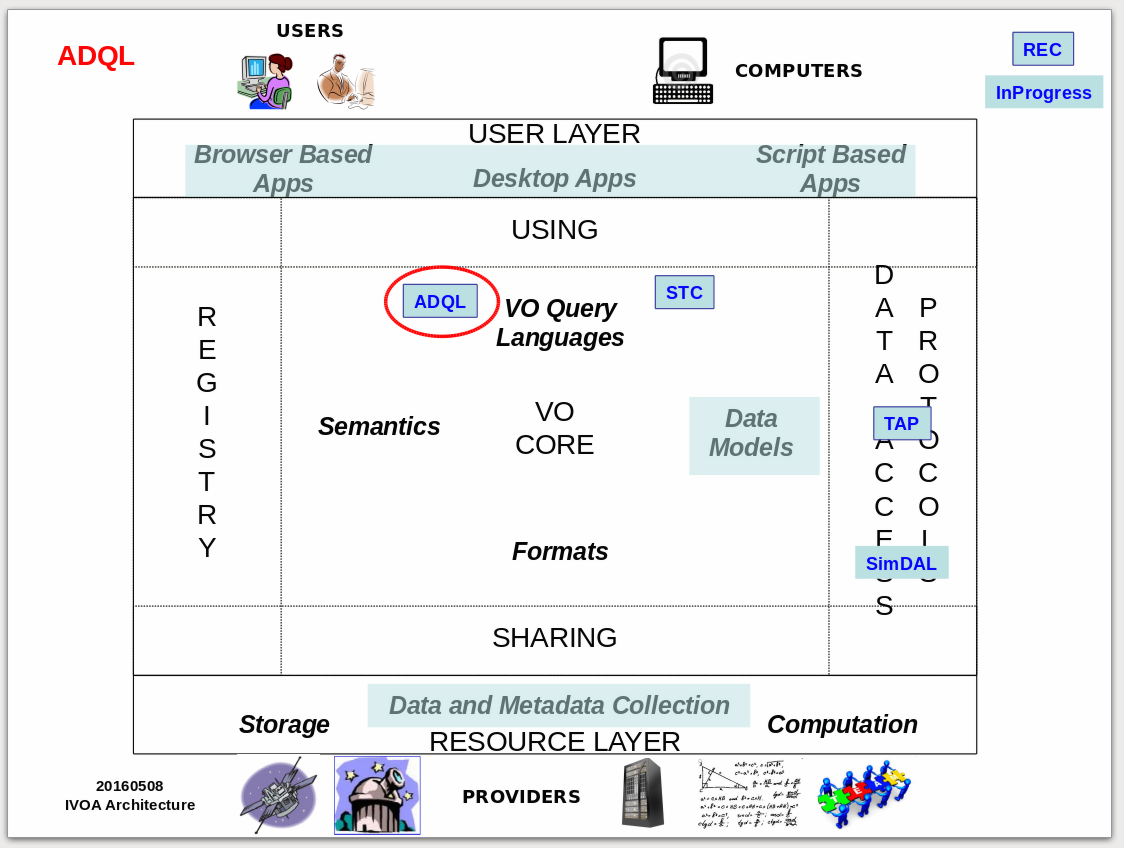 ADQL
USERS
COMPUTERS
REC
InProgress
USER LAYER
Browser Based
Apps
Desktop Apps
Script Based
Apps
USING
ADQL
VO Query
Languages
STC
REGISTRY
Semantics
VO
CORE
Data
Models
Formats
DATA ACCESS
PROTOCOLS
TAP
SimDAL
SHARING
Data and Metadata Collection
Storage
Computation
RESOURCE LAYER
20160508
IVOA Architecture
PROVIDERS